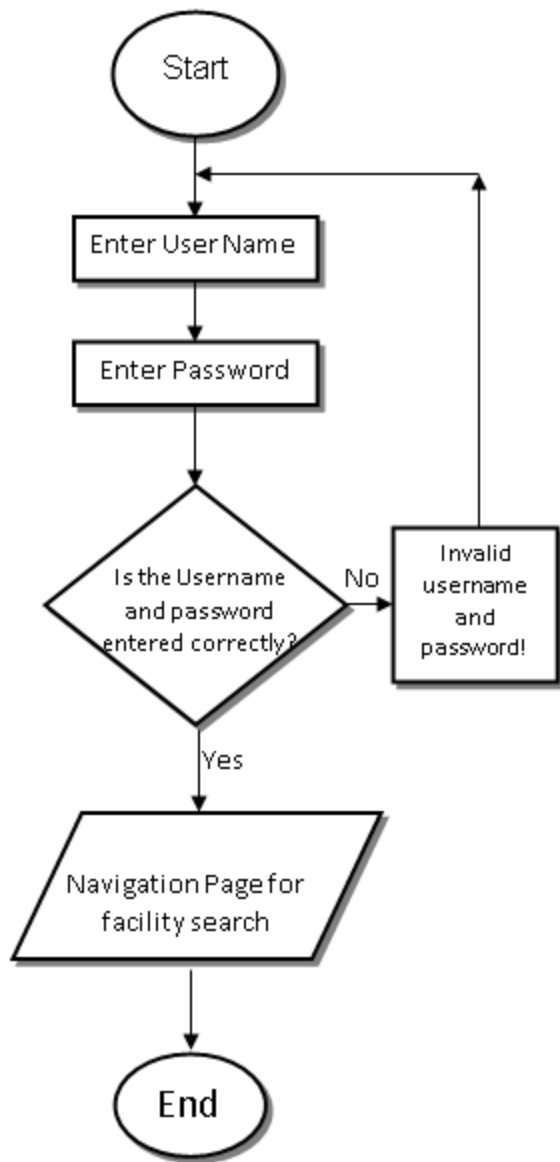 Start
Enter User Name
Enter Password
Is the Username
and password
entered correctly?
No
Invalid
username
and
password!
Yes
Navigation Page for
facility search
End